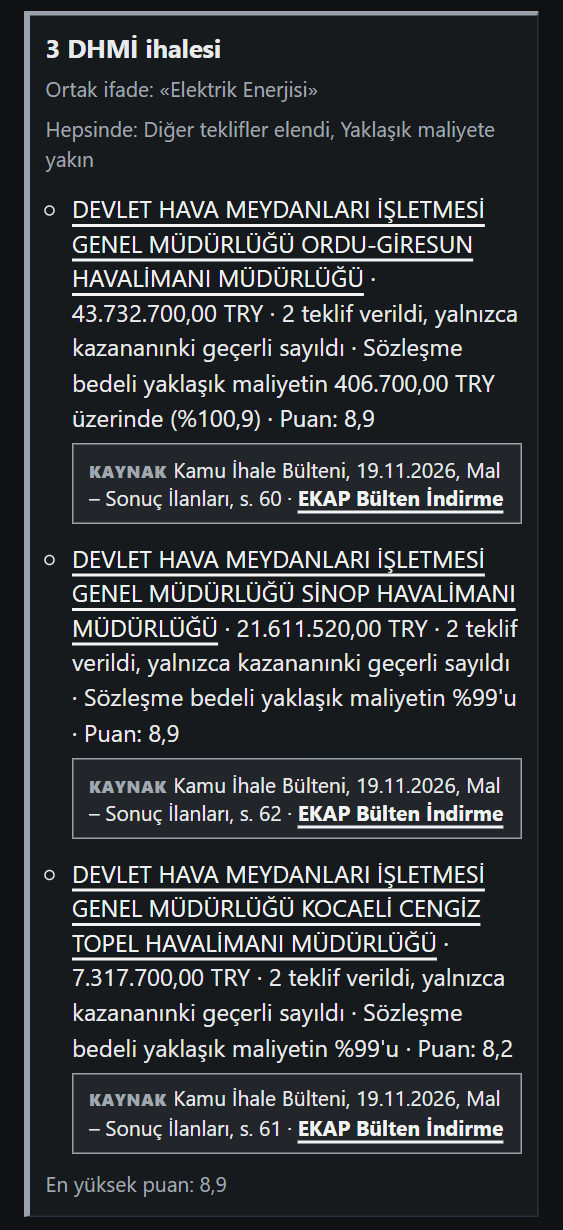 3 DHMİ ihalesi
Ortak ifade: «Elektrik Enerjisi»
Hepsinde: Diğer teklifler elendi, Yaklaşık maliyete
yakın
DEVLET HAVA MEYDANLARI İŞLETMESİ
GENEL MÜDÜRLÜĞÜ ORDU-GİRESUN
HAVALİMANI MÜDÜRLÜĞÜ ·
43.732.700,00 TRY · 2 teklif verildi, yalnızca
kazananınki geçerli sayıldı · Sözleşme
bedeli yaklaşık maliyetin 406.700,00 TRY
üzerinde (%100,9) · Puan: 8,9
KAYNAK Kamu İhale Bülteni, 19.11.2026, Mal
– Sonuç İlanları, s. 60 · EKAP Bülten İndirme
DEVLET HAVA MEYDANLARI İŞLETMESİ
GENEL MÜDÜRLÜĞÜ SİNOP HAVALİMANI
MÜDÜRLÜĞÜ · 21.611.520,00 TRY · 2 teklif
verildi, yalnızca kazananınki geçerli sayıldı
· Sözleşme bedeli yaklaşık maliyetin %99'u
· Puan: 8,9
KAYNAK Kamu İhale Bülteni, 19.11.2026, Mal
– Sonuç İlanları, s. 62 · EKAP Bülten İndirme
DEVLET HAVA MEYDANLARI İŞLETMESİ
GENEL MÜDÜRLÜĞÜ KOCAELİ CENGİZ
TOPEL HAVALİMANI MÜDÜRLÜĞÜ ·
7.317.700,00 TRY · 2 teklif verildi, yalnızca
kazananınki geçerli sayıldı · Sözleşme
bedeli yaklaşık maliyetin %99'u · Puan: 8,2
KAYNAK Kamu İhale Bülteni, 19.11.2026, Mal
– Sonuç İlanları, s. 61 · EKAP Bülten İndirme
En yüksek puan: 8,9